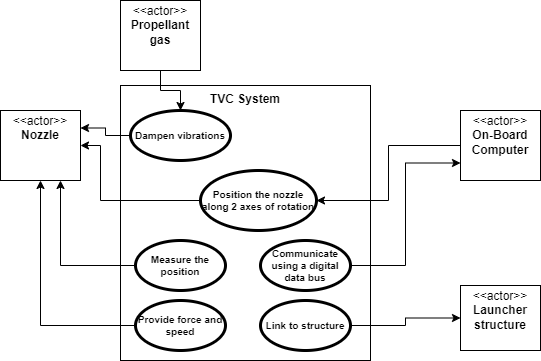 <<actor>>
Propellant
gas
TVC System
<<actor>>
Nozzle
Dampen vibrations
<<actor>>
On-Board
Computer
Position the nozzle
along 2 axes of rotation
Measure the
position
Communicate
using a digital
data bus
Provide force and
speed
Link to structure
<<actor>>
Launcher
structure